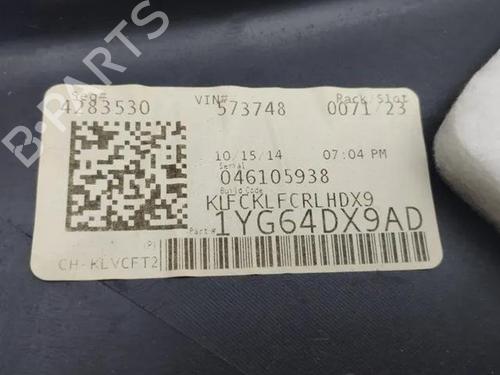 Seq# VIN# Rack/Slot
4283530 573748 0071/23
10/15/14 07:04 PM
Serial
046105938
Build Code
KLFCKLFCRLHDX9
Part# 1YG64DX9AD
(P)
CH-KLVCFT2
B-PARTS